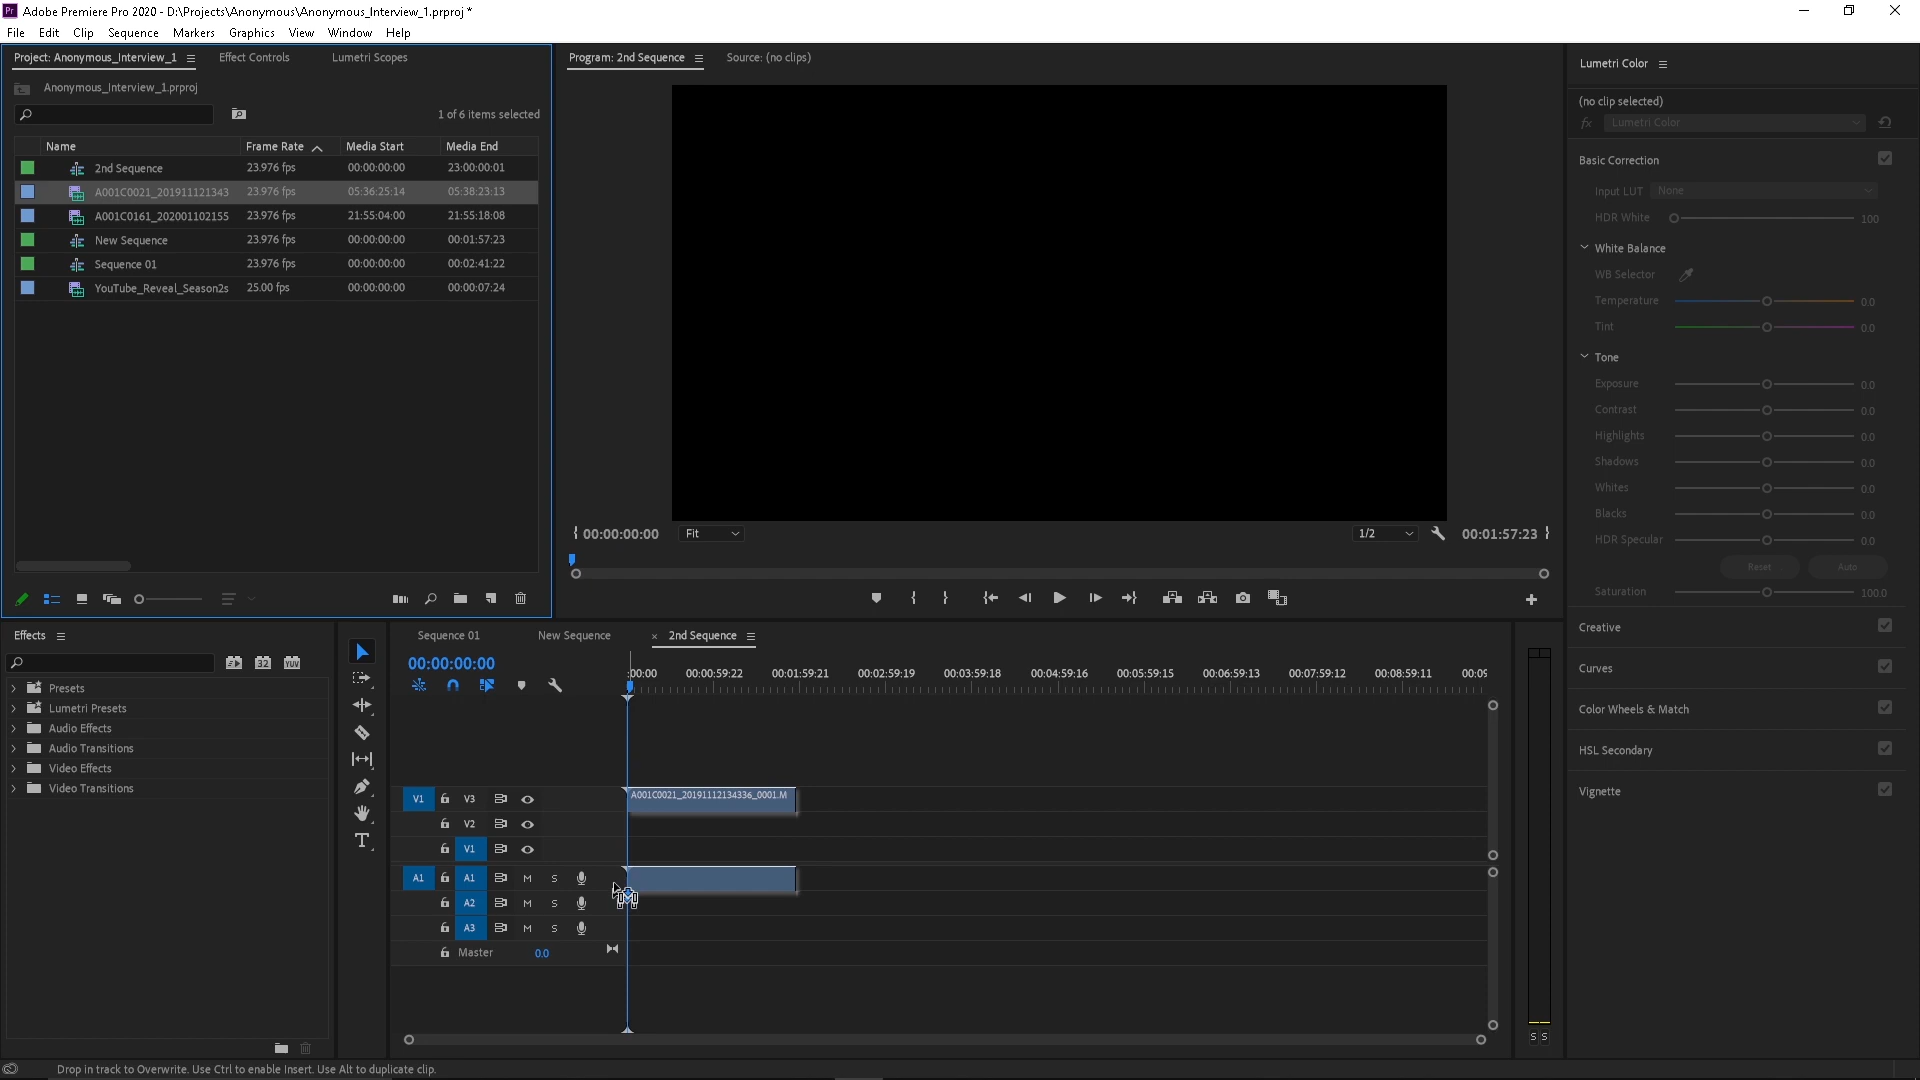 Pr Adobe Premiere Pro 2020 - D:\Projects\Anonymous\Anonymous_Interview_1.prproj *
File Edit Clip Sequence Markers Graphics View Window Help
Project: Anonymous_Interview_1 Effect Controls Lumetri Scopes
Anonymous_Interview_1.prproj
1 of 6 items selected
Name Frame Rate Media Start Media End
2nd Sequence 23.976 fps 00:00:00:00 23:00:00:01
A001C0021_201911121343 23.976 fps 05:36:25:14 05:38:23:13
A001C0161_202001102155 23.976 fps 21:55:04:00 21:55:18:08
New Sequence 23.976 fps 00:00:00:00 00:01:57:23
Sequence 01 23.976 fps 00:00:00:00 00:02:41:22
YouTube_Reveal_Season2s 25.00 fps 00:00:00:00 00:00:07:24
Program: 2nd Sequence Source: (no clips)
00:00:00:00 Fit 1/2 00:01:57:23
Lumetri Color
(no clip selected)
fx Lumetri Color
Basic Correction
Input LUT None
HDR White 100
White Balance
WB Selector
Temperature 0.0
Tint 0.0
Tone
Exposure 0.0
Contrast 0.0
Highlights 0.0
Shadows 0.0
Whites 0.0
Blacks 0.0
HDR Specular 0.0
Reset Auto
Saturation 100.0
Creative
Curves
Color Wheels & Match
HSL Secondary
Vignette
Effects
32 YUV
Presets
Lumetri Presets
Audio Effects
Audio Transitions
Video Effects
Video Transitions
Sequence 01 New Sequence × 2nd Sequence
00:00:00:00
:00:00 00:00:59:22 00:01:59:21 00:02:59:19 00:03:59:18 00:04:59:16 00:05:59:15 00:06:59:13 00:07:59:12 00:08:59:11 00:09
V1 V3 A001C0021_20191112134336_0001.M
V2
V1
A1 A1 M S
A2 M S
A3 M S
Master 0.0
S S
Drop in track to Overwrite. Use Ctrl to enable Insert. Use Alt to duplicate clip.